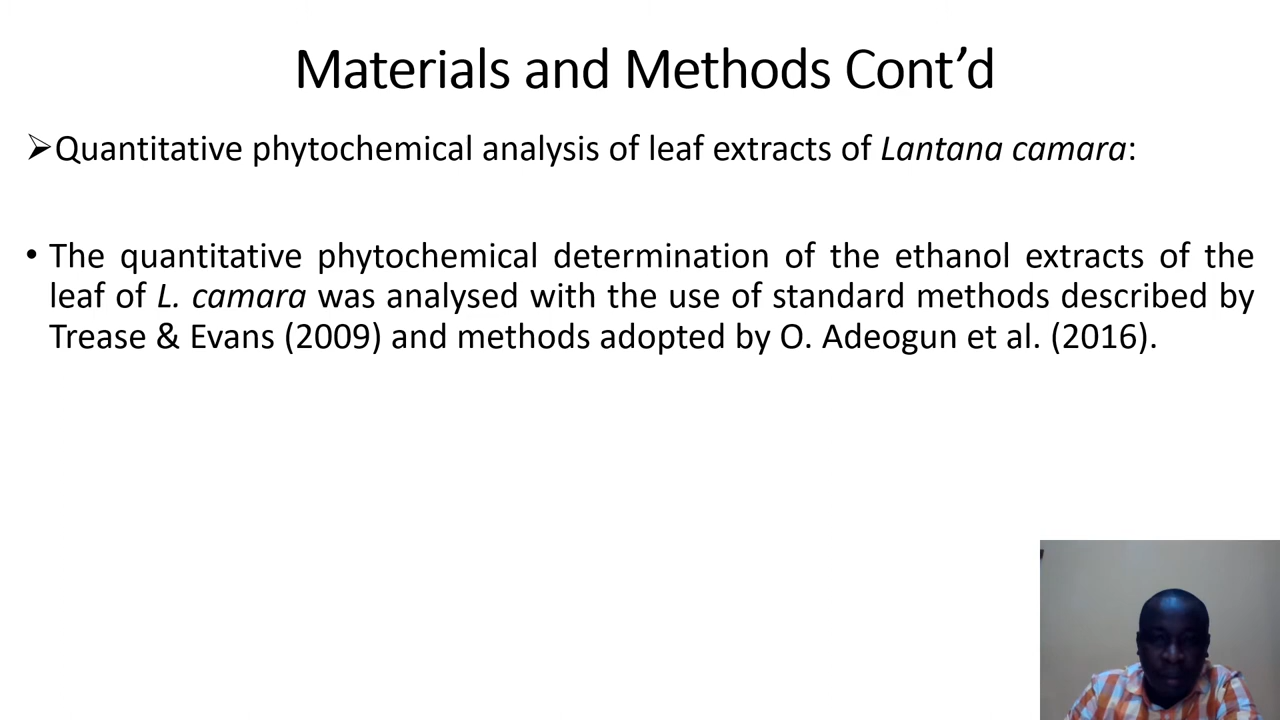 Materials and Methods Cont’d
➢Quantitative phytochemical analysis of leaf extracts of Lantana camara:
• The quantitative phytochemical determination of the ethanol extracts of the
leaf of L. camara was analysed with the use of standard methods described by
Trease & Evans (2009) and methods adopted by O. Adeogun et al. (2016).